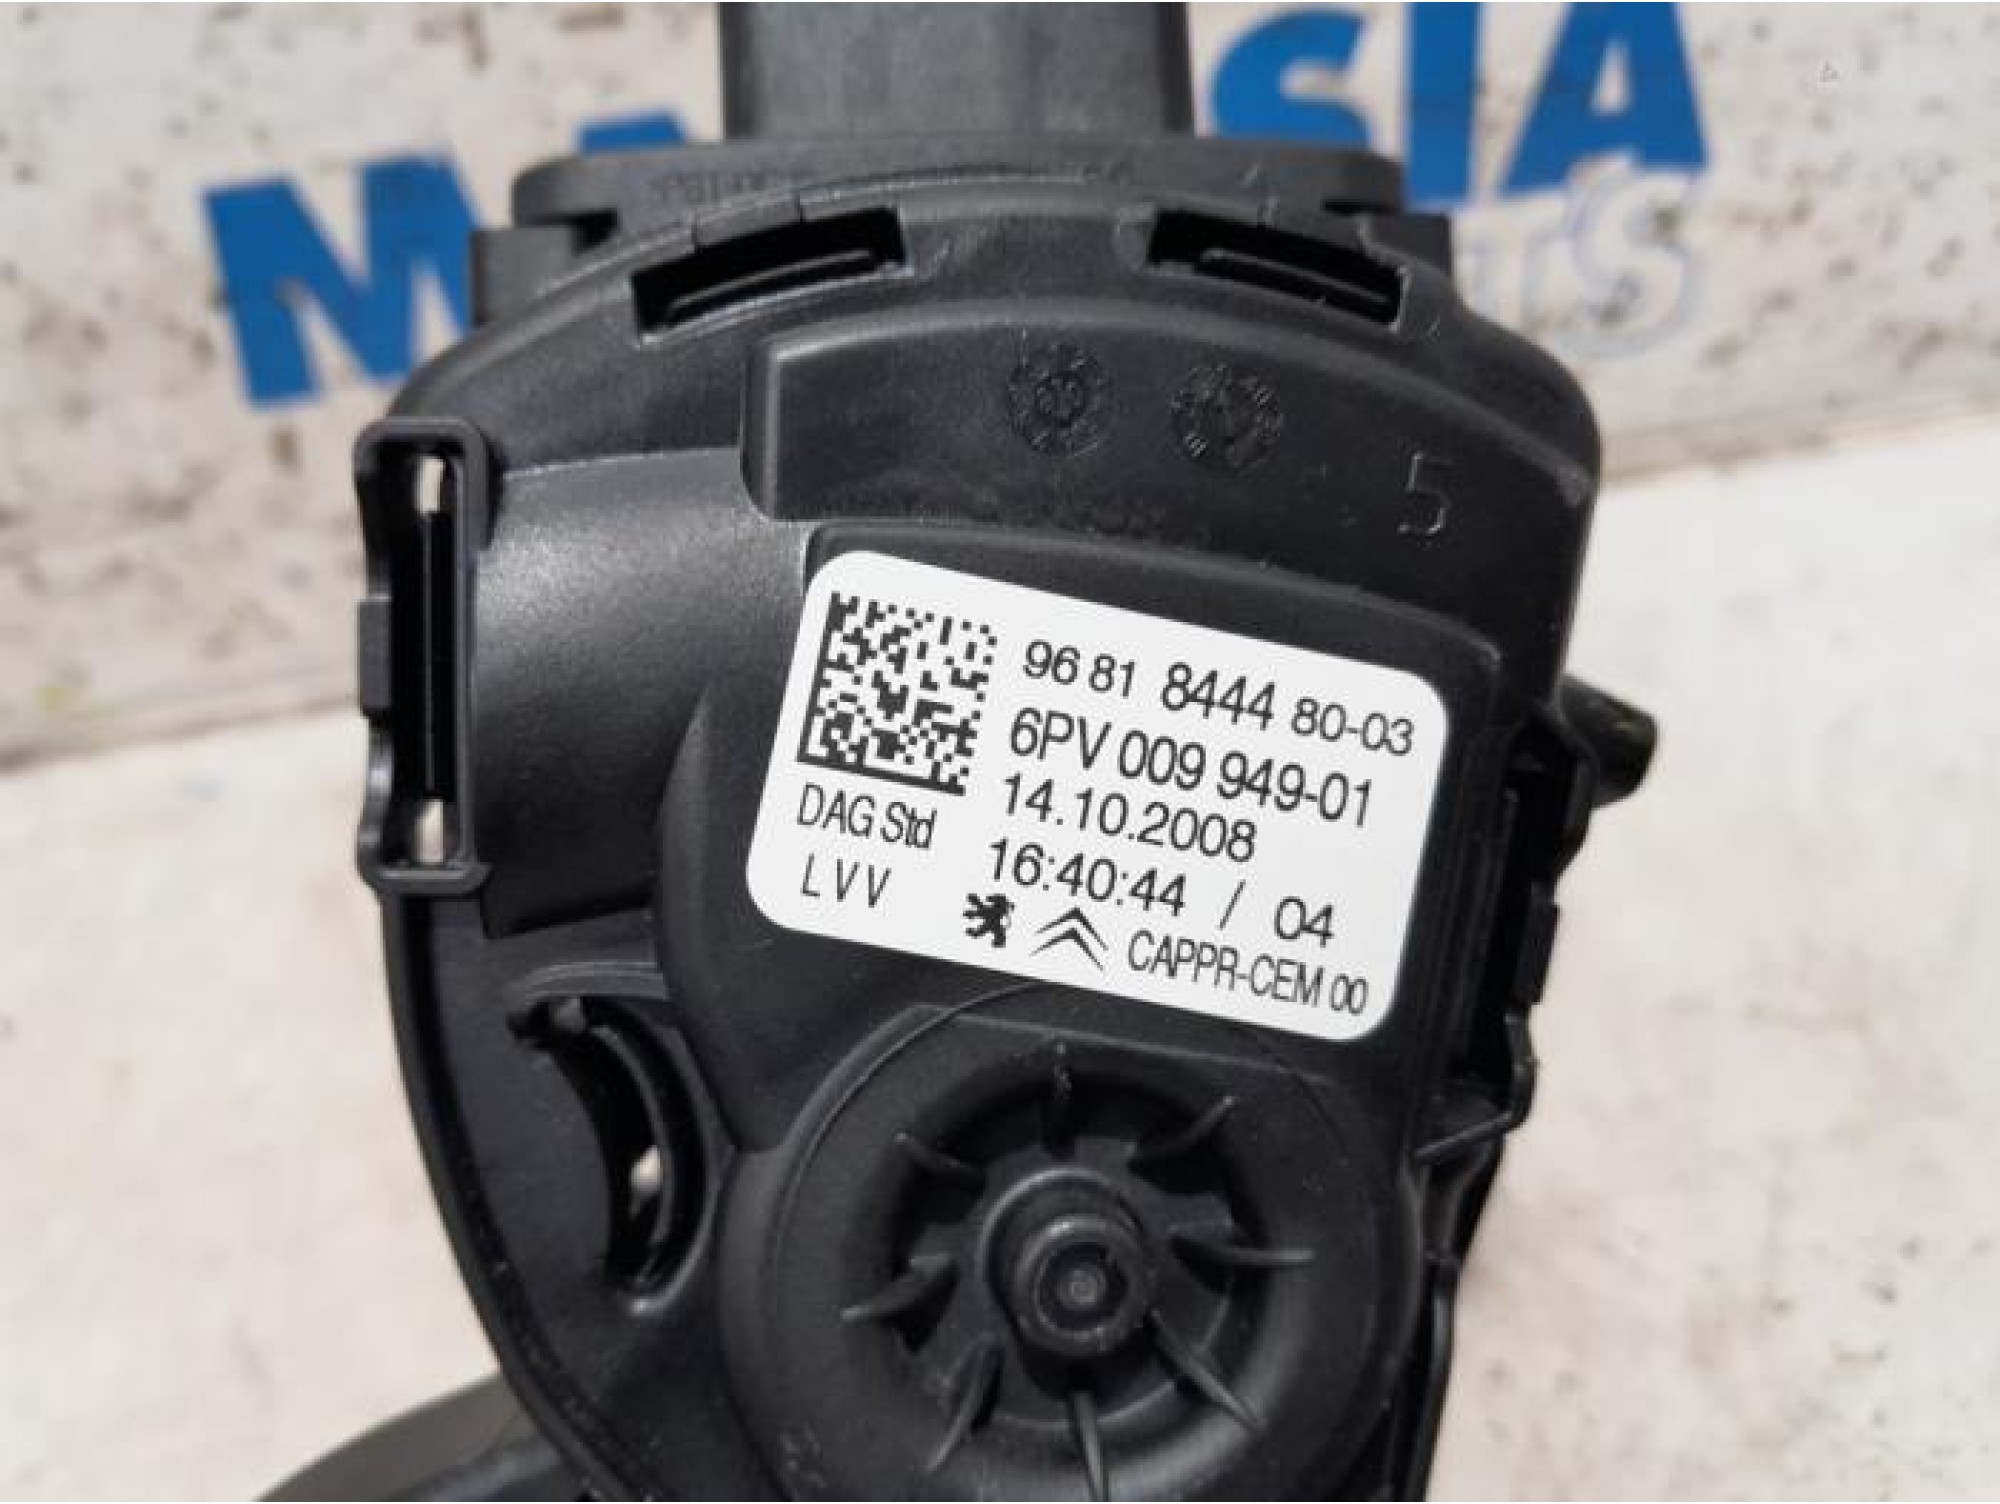 5
96 81 8444 80-03
6PV 009 949-01
14.10.2008
DAG Std
16:40:44 / 04
LVV
CAPPR-CEM 00